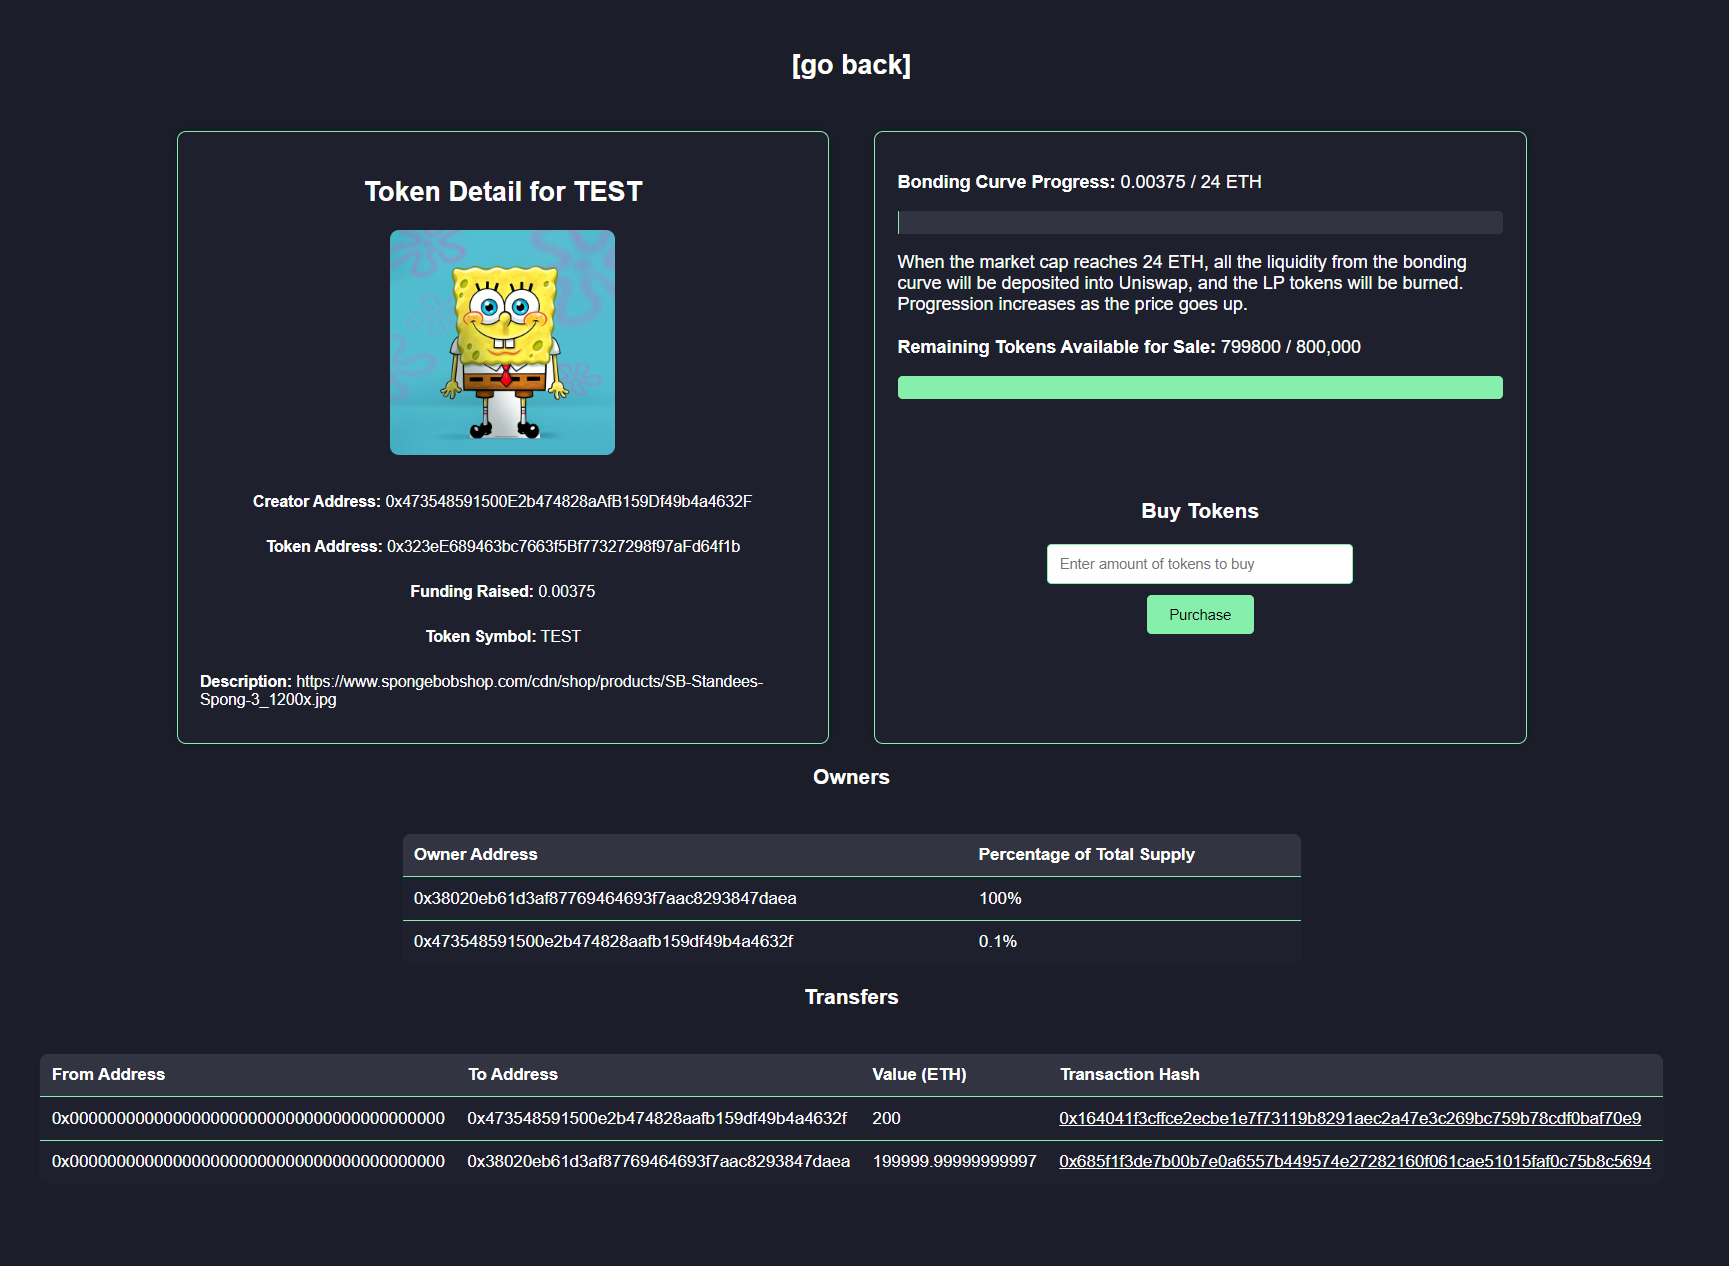 [go back]
Token Detail for TEST
Creator Address: 0x473548591500E2b474828aAfB159Df49b4a4632F
Token Address: 0x323eE689463bc7663f5Bf77327298f97aFd64f1b
Funding Raised: 0.00375
Token Symbol: TEST
Description: https://www.spongebobshop.com/cdn/shop/products/SB-Standees-
Spong-3_1200x.jpg
Bonding Curve Progress: 0.00375 / 24 ETH
When the market cap reaches 24 ETH, all the liquidity from the bonding
curve will be deposited into Uniswap, and the LP tokens will be burned.
Progression increases as the price goes up.
Remaining Tokens Available for Sale: 799800 / 800,000
Buy Tokens
Enter amount of tokens to buy
Purchase
Owners
Owner Address Percentage of Total Supply
0x38020eb61d3af87769464693f7aac8293847daea 100%
0x473548591500e2b474828aafb159df49b4a4632f 0.1%
Transfers
From Address To Address Value (ETH) Transaction Hash
0x0000000000000000000000000000000000000000 0x473548591500e2b474828aafb159df49b4a4632f 200 0x164041f3cffce2ecbe1e7f73119b8291aec2a47e3c269bc759b78cdf0baf70e9
0x0000000000000000000000000000000000000000 0x38020eb61d3af87769464693f7aac8293847daea 199999.99999999997 0x685f1f3de7b00b7e0a6557b449574e27282160f061cae51015faf0c75b8c5694